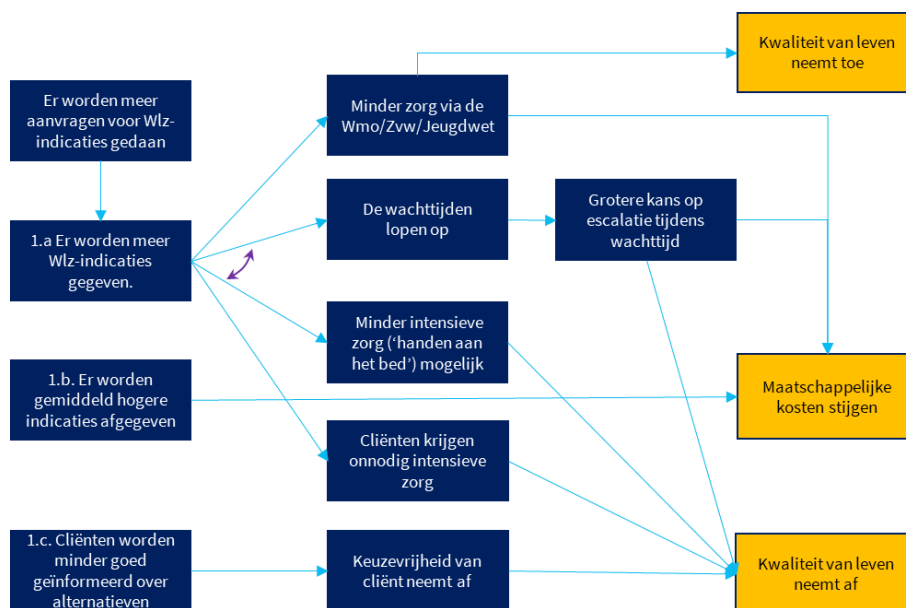 Kwaliteit van leven
neemt toe
Er worden meer
aanvragen voor Wlz-
indicaties gedaan
Minder zorg via de
Wmo/Zvw/Jeugdwet
1.a Er worden meer
Wlz-indicaties
gegeven.
De wachttijden
lopen op
Grotere kans op
escalatie tijdens
wachttijd
Minder intensieve
zorg (‘handen aan
het bed’) mogelijk
1.b. Er worden
gemiddeld hogere
indicaties afgegeven
Maatschappelijke
kosten stijgen
Cliënten krijgen
onnodig intensieve
zorg
1.c. Cliënten worden
minder goed
geïnformeerd over
alternatieven
Keuzevrijheid van
cliënt neemt af
Kwaliteit van leven
neemt af